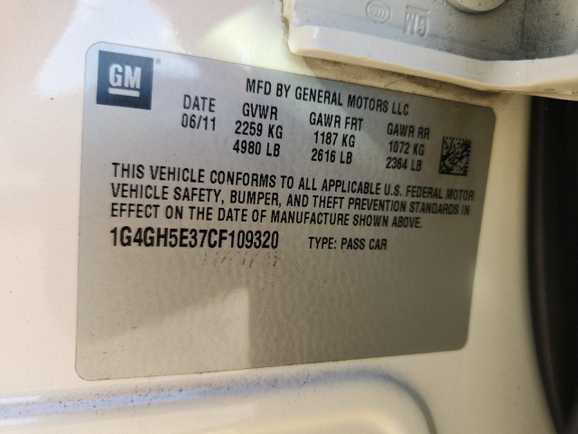 GM
MFD BY GENERAL MOTORS LLC
DATE GVWR GAWR FRT GAWR RR
06/11 2259 KG 1187 KG 1072 KG
4980 LB 2616 LB 2364 LB
THIS VEHICLE CONFORMS TO ALL APPLICABLE U.S. FEDERAL MOTOR
VEHICLE SAFETY, BUMPER, AND THEFT PREVENTION STANDARDS IN
EFFECT ON THE DATE OF MANUFACTURE SHOWN ABOVE.
1G4GH5E37CF109320 TYPE: PASS CAR